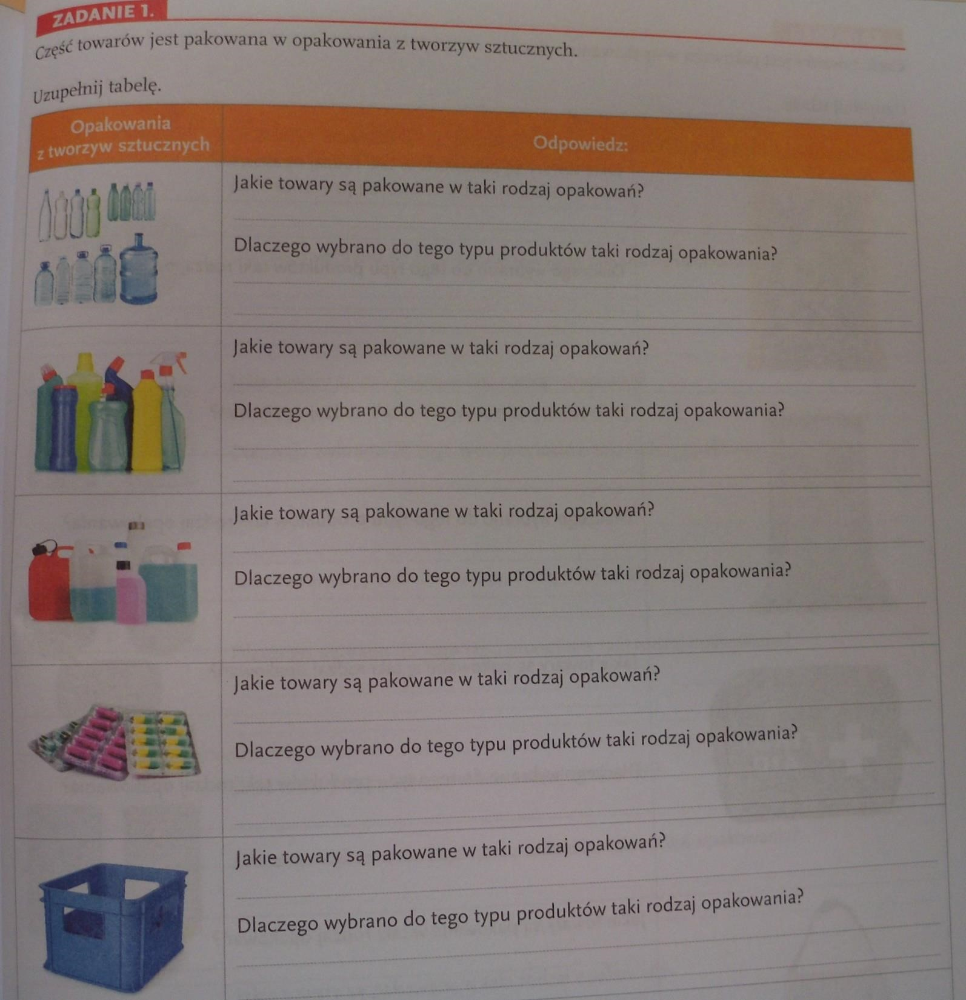 ZADANIE 1.
Część towarów jest pakowana w opakowania z tworzyw sztucznych.
Uzupełnij tabelę.
Opakowania
z tworzyw sztucznych
Odpowiedz:
Jakie towary są pakowane w taki rodzaj opakowań?
Dlaczego wybrano do tego typu produktów taki rodzaj opakowania?
Jakie towary są pakowane w taki rodzaj opakowań?
Dlaczego wybrano do tego typu produktów taki rodzaj opakowania?
Jakie towary są pakowane w taki rodzaj opakowań?
Dlaczego wybrano do tego typu produktów taki rodzaj opakowania?
Jakie towary są pakowane w taki rodzaj opakowań?
Dlaczego wybrano do tego typu produktów taki rodzaj opakowania?
Jakie towary są pakowane w taki rodzaj opakowań?
Dlaczego wybrano do tego typu produktów taki rodzaj opakowania?